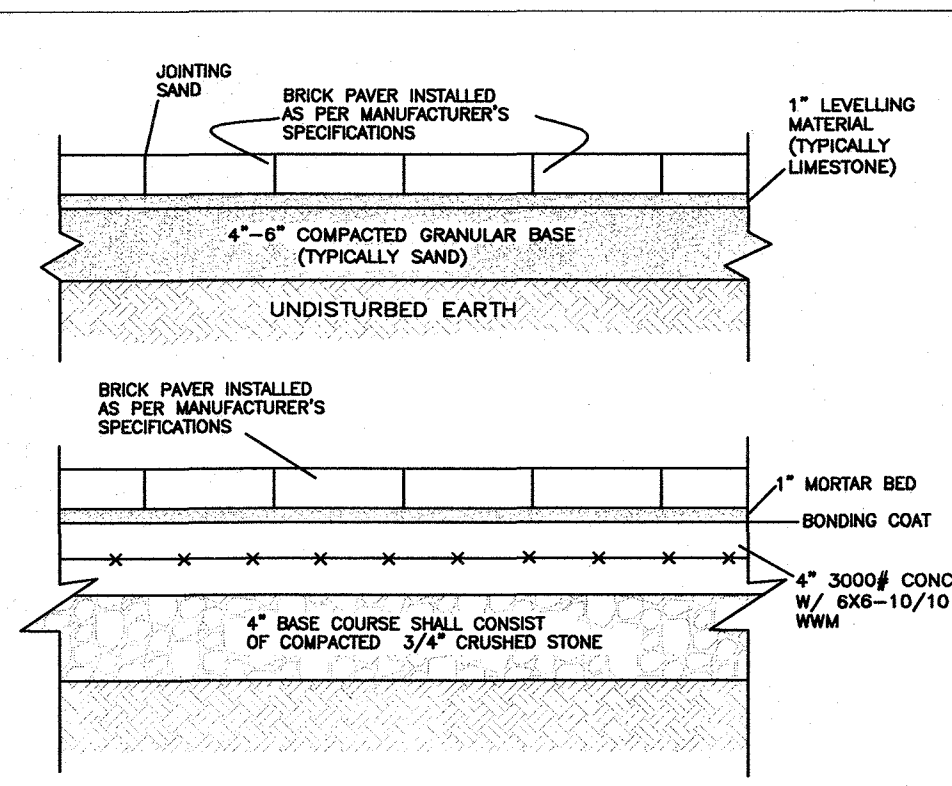 JOINTING
SAND
BRICK PAVER INSTALLED
AS PER MANUFACTURER'S
SPECIFICATIONS
1" LEVELLING
MATERIAL
(TYPICALLY
LIMESTONE)
4"-6" COMPACTED GRANULAR BASE
(TYPICALLY SAND)
UNDISTURBED EARTH
BRICK PAVER INSTALLED
AS PER MANUFACTURER'S
SPECIFICATIONS
1" MORTAR BED
BONDING COAT
4" 3000# CONC
W/ 6X6-10/10
WWM
4" BASE COURSE SHALL CONSIST
OF COMPACTED 3/4" CRUSHED STONE